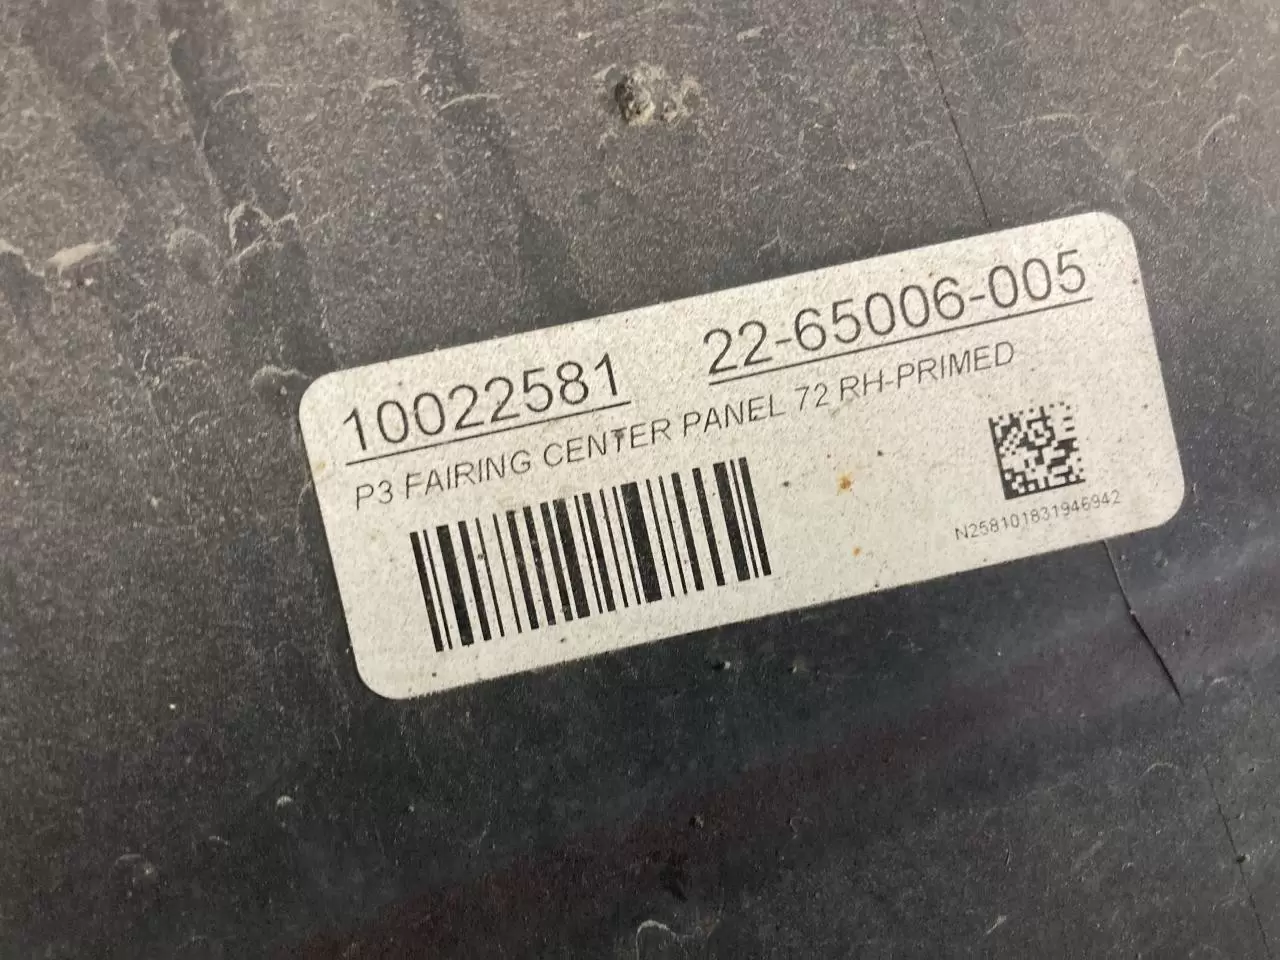 10022581 22-65006-005
P3 FAIRING CENTER PANEL 72 RH-PRIMED
N258101831946942